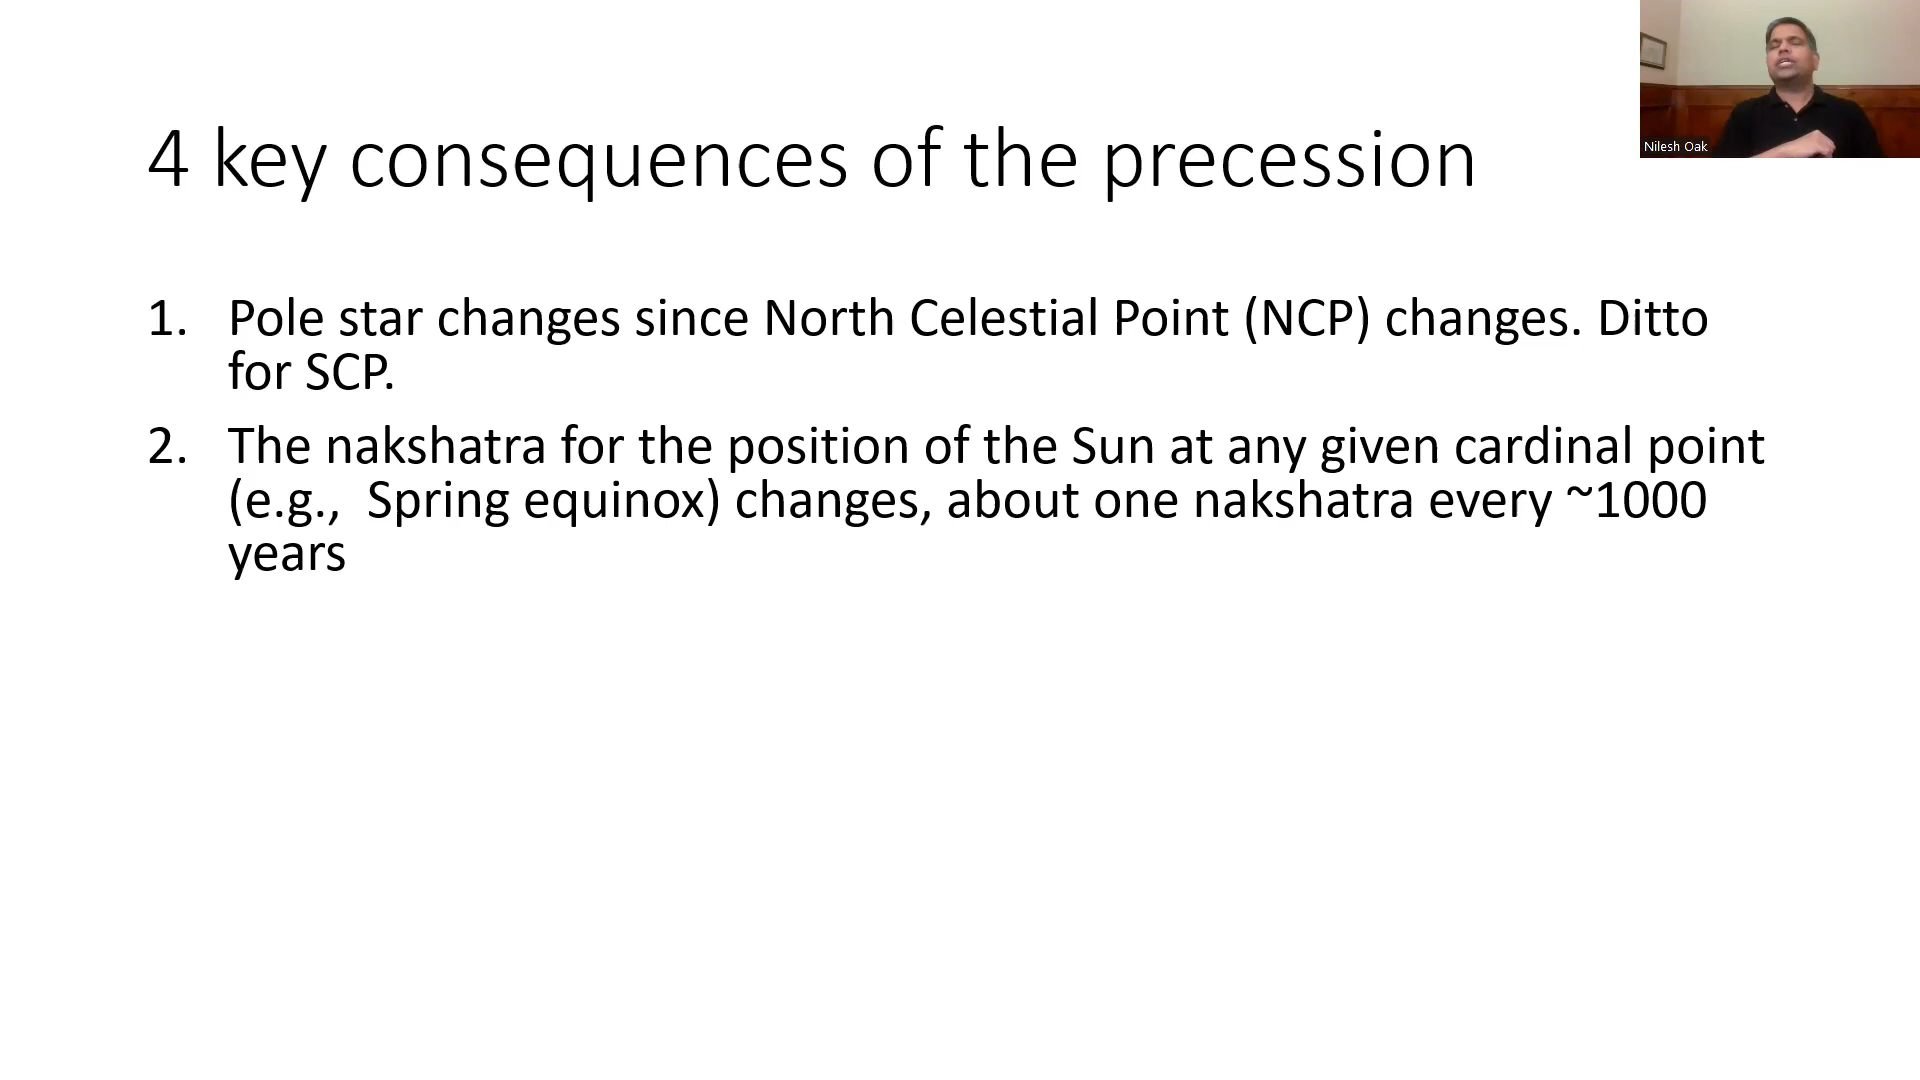 Nilesh Oak
4 key consequences of the precession
1. Pole star changes since North Celestial Point (NCP) changes. Ditto
for SCP.
2. The nakshatra for the position of the Sun at any given cardinal point
(e.g.,  Spring equinox) changes, about one nakshatra every ~1000
years